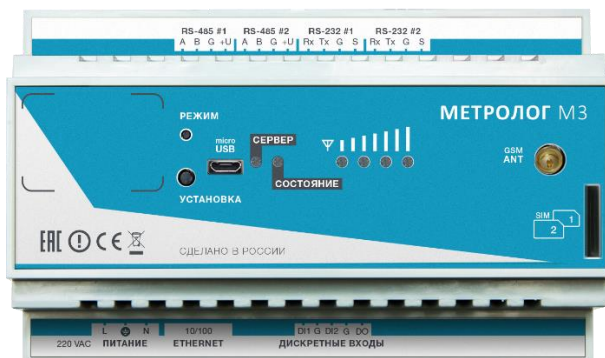 RS-485 #1 RS-485 #2 RS-232 #1 RS-232 #2
A B G +U A B G +U Rx Tx G S Rx Tx G S
РЕЖИМ
МЕТРОЛОГ М3
micro
USB
СЕРВЕР
GSM
ANT
СОСТОЯНИЕ
УСТАНОВКА
SIM 1
2
EAC CE
СДЕЛАНО В РОССИИ
L N 10/100 DI1 G DI2 G DO
220 VAC ПИТАНИЕ ETHERNET ДИСКРЕТНЫЕ ВХОДЫ